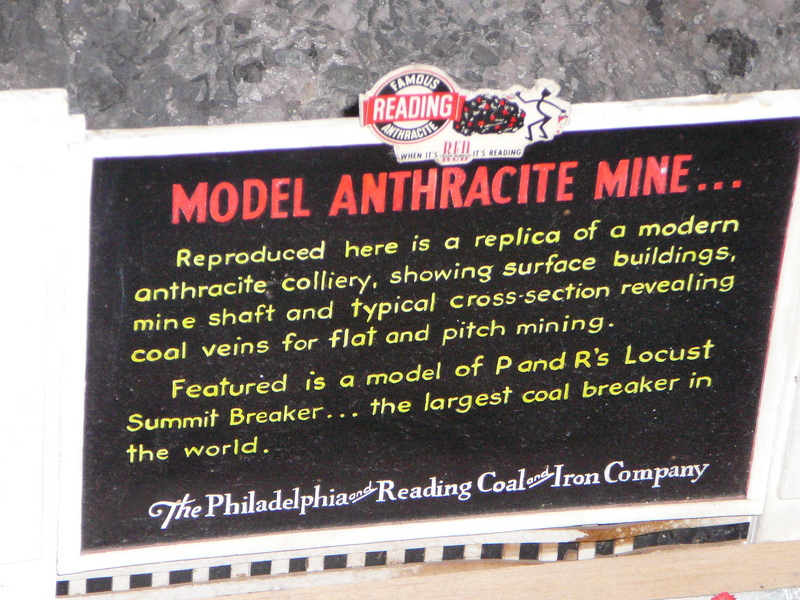 FAMOUS
READING
ANTHRACITE
WHEN IT'S RED IT'S READING
MODEL ANTHRACITE MINE...
Reproduced here is a replica of a modern
anthracite colliery, showing surface buildings,
mine shaft and typical cross-section revealing
coal veins for flat and pitch mining.
Featured is a model of P and R's Locust
Summit Breaker... the largest coal breaker in
the world.
The Philadelphia and Reading Coal and Iron Company